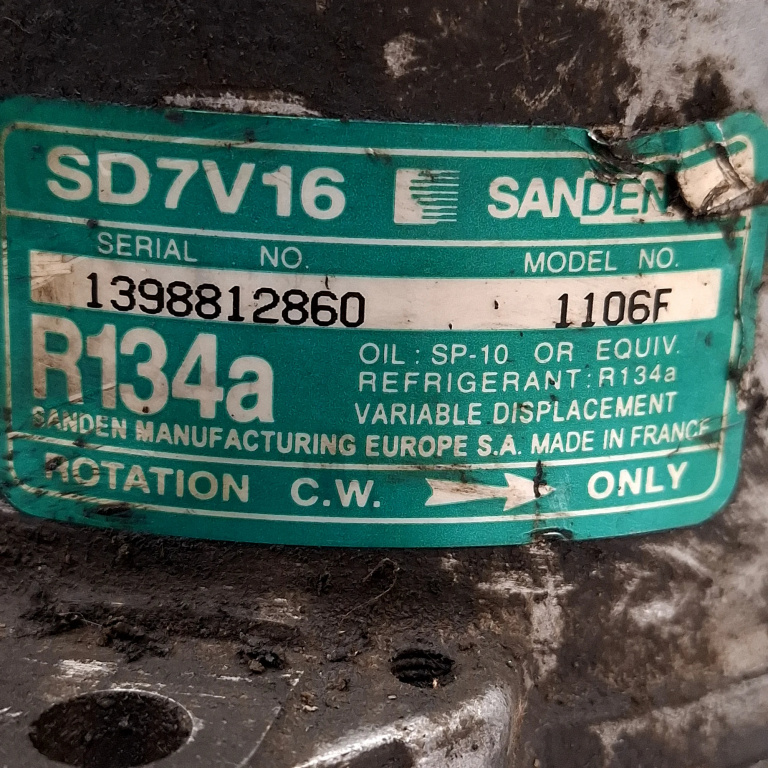 SD7V16 SANDEN
SERIAL NO. MODEL NO.
1398812860 1106F
R134a
OIL : SP-10 OR EQUIV.
REFRIGERANT : R134a
VARIABLE DISPLACEMENT
SANDEN MANUFACTURING EUROPE S.A. MADE IN FRANCE
ROTATION C.W. ONLY